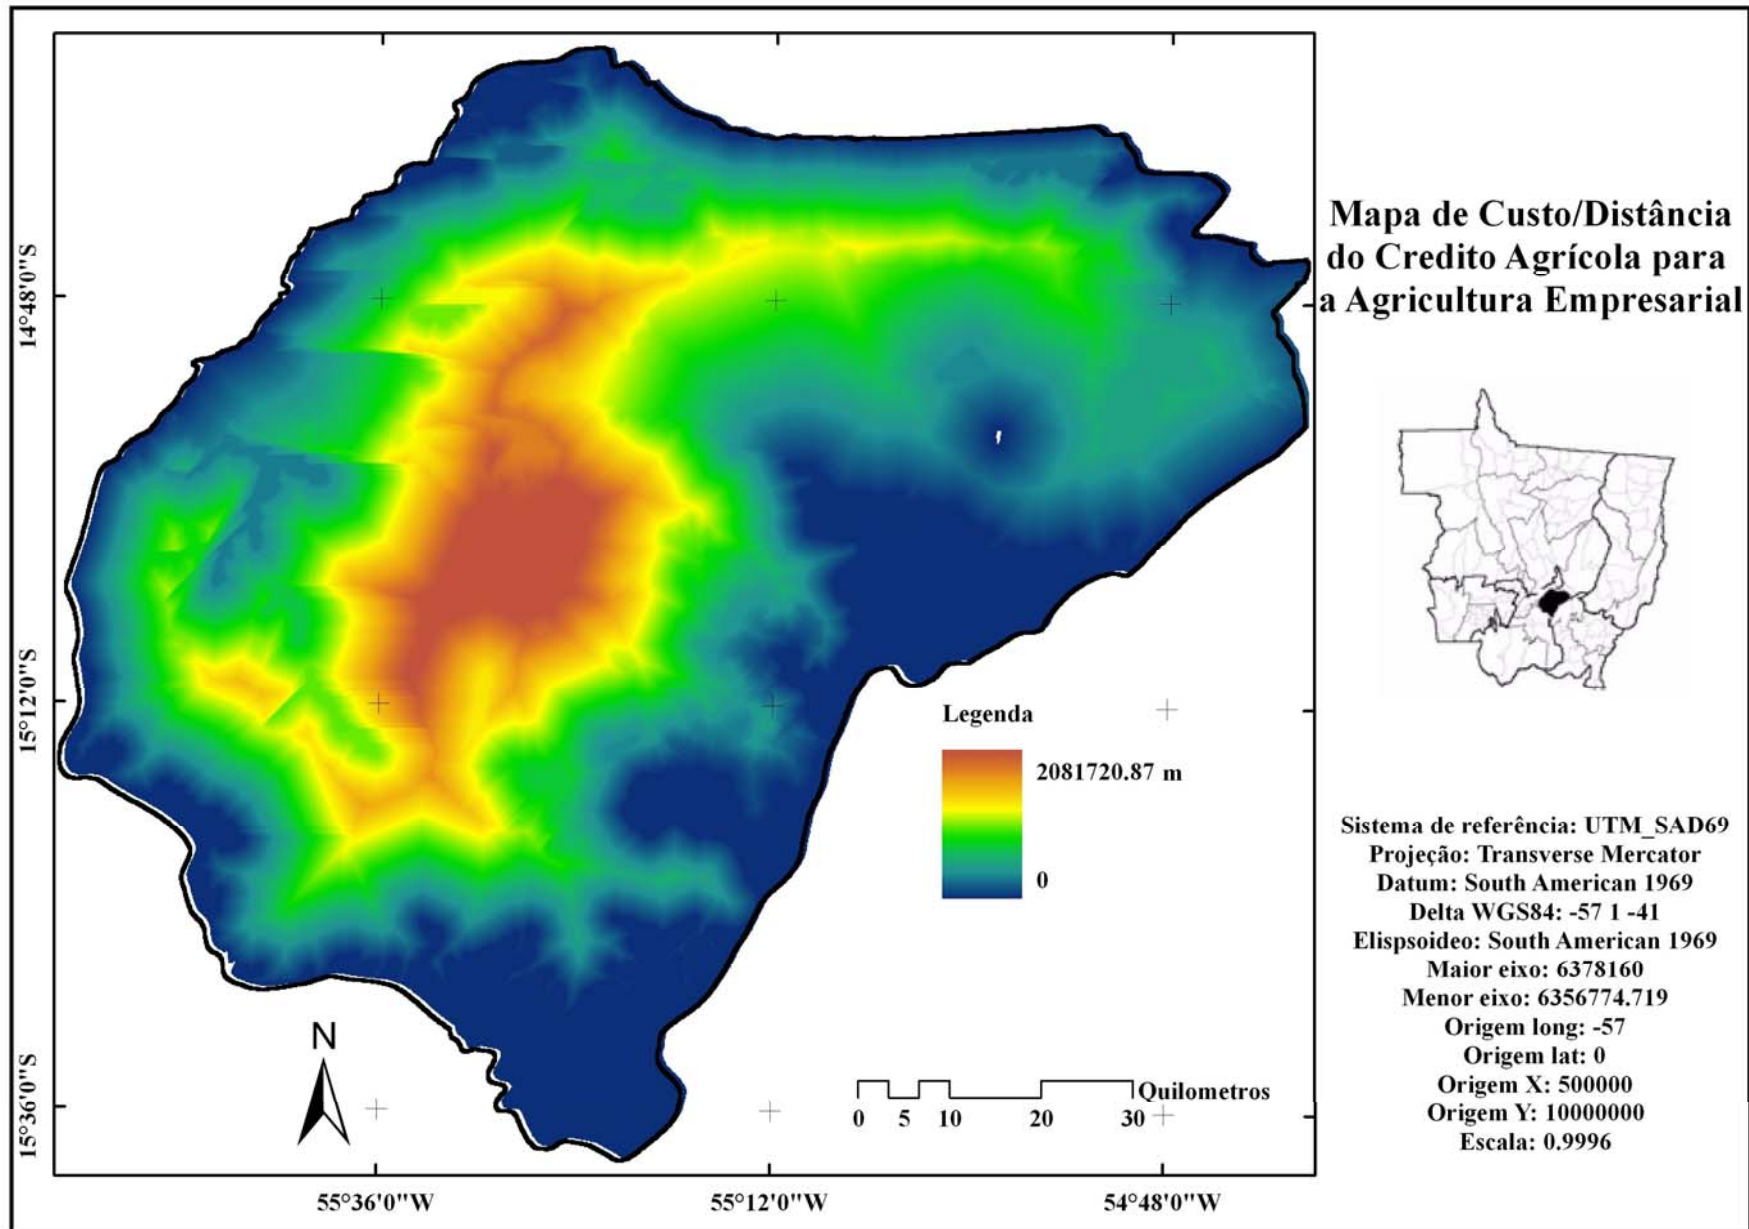 Mapa de Custo/Distância
do Credito Agrícola para
a Agricultura Empresarial
14°48'0"S
15°12'0"S
15°36'0"S
Legenda
2081720.87 m
0
Sistema de referência: UTM_SAD69
Projeção: Transverse Mercator
Datum: South American 1969
Delta WGS84: -57 1 -41
Elispsoideo: South American 1969
Maior eixo: 6378160
Menor eixo: 6356774.719
Origem long: -57
Origem lat: 0
Origem X: 500000
Origem Y: 10000000
Escala: 0.9996
N
Quilometros
0 5 10 20 30
55°36'0"W 55°12'0"W 54°48'0"W